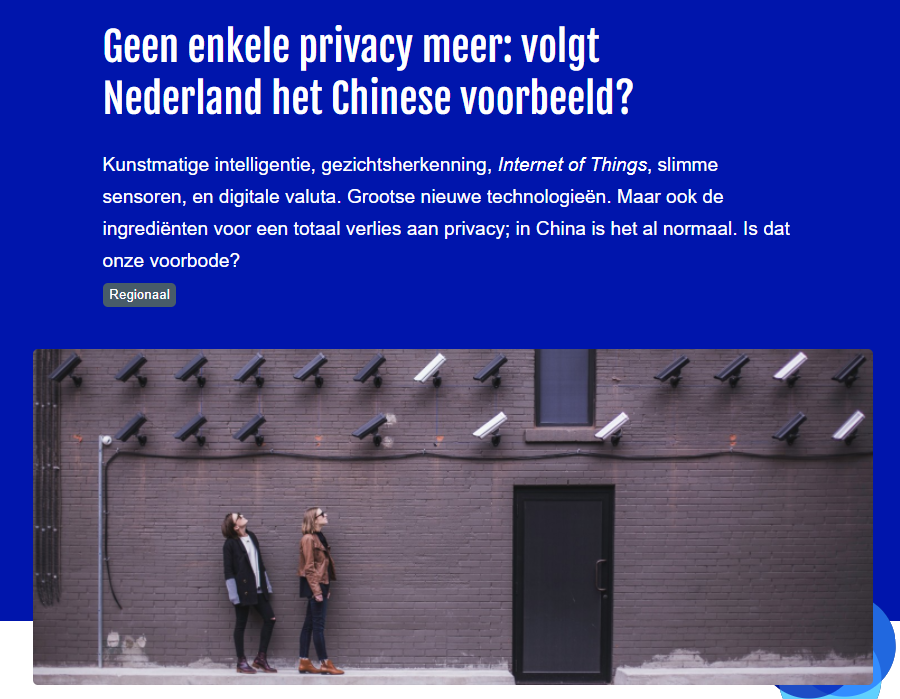 Geen enkele privacy meer: volgt
Nederland het Chinese voorbeeld?
Kunstmatige intelligentie, gezichtsherkenning, Internet of Things, slimme
sensoren, en digitale valuta. Grootse nieuwe technologieën. Maar ook de
ingrediënten voor een totaal verlies aan privacy; in China is het al normaal. Is dat
onze voorbode?
Regionaal